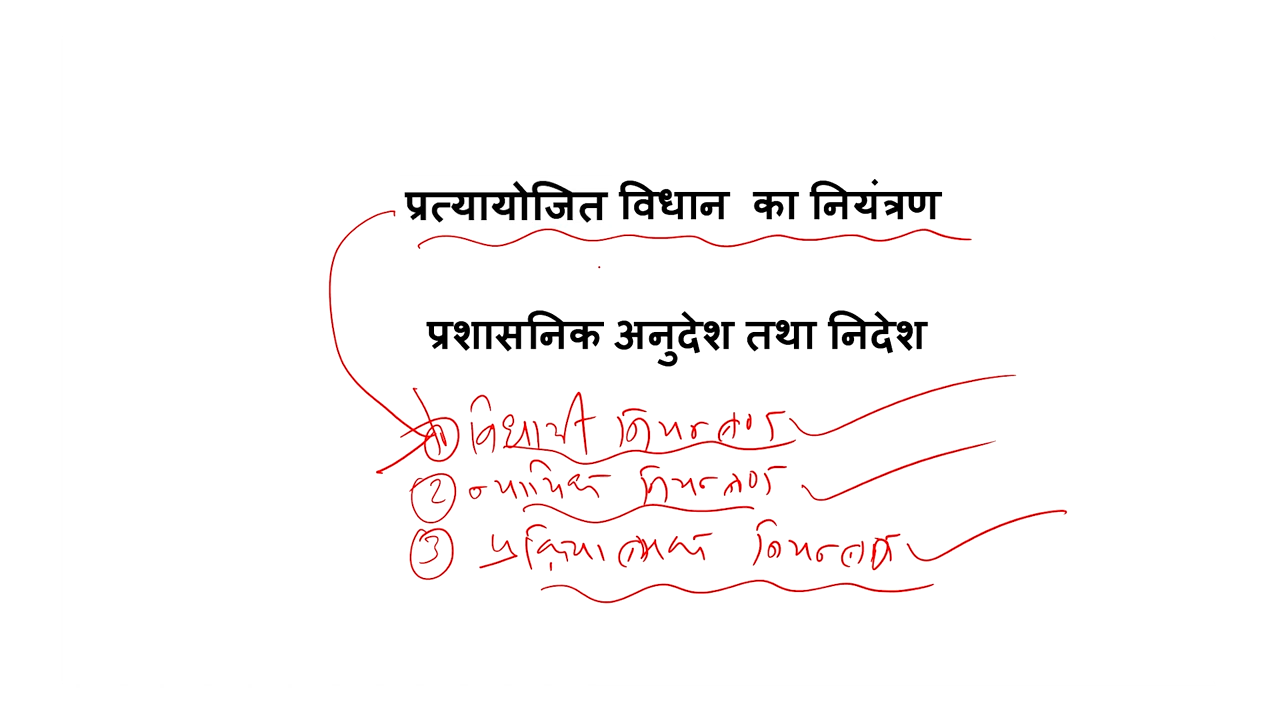 प्रत्यायोजित विधान का नियंत्रण
प्रशासनिक अनुदेश तथा निदेश
① विधायी नियन्त्रण
② न्यायिक नियन्त्रण
③ प्रक्रियात्मक नियन्त्रण